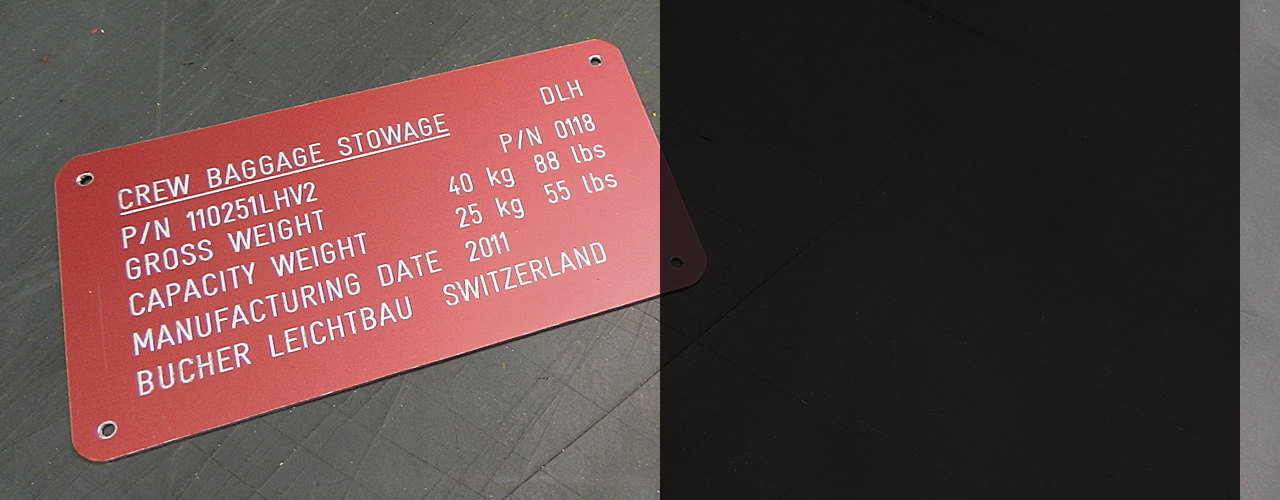 DLH
CREW BAGGAGE STOWAGE
P/N 110251LHV2 P/N 0118
GROSS WEIGHT 40 kg 88 lbs
CAPACITY WEIGHT 25 kg 55 lbs
MANUFACTURING DATE 2011
BUCHER LEICHTBAU SWITZERLAND